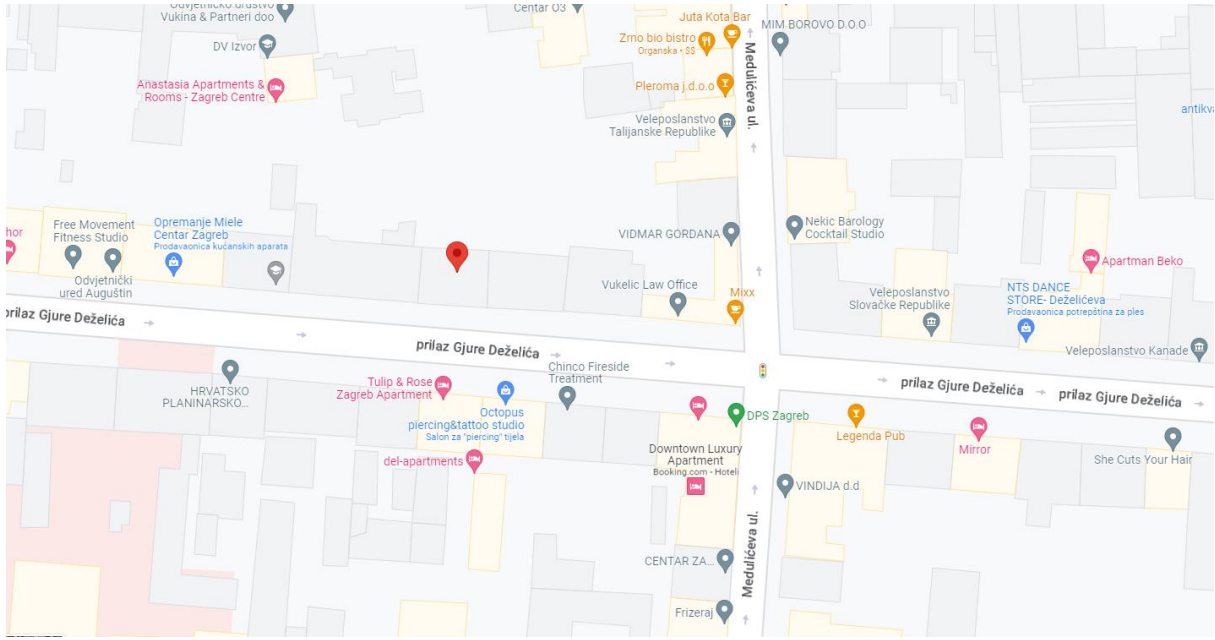 Odvjetničko društvo
Vukina & Partneri doo
Centar O3
Juta Kota Bar
MIM BOROVO D.O.O
DV Izvor
Zrno bio bistro
Organska • $$
Anastasia Apartments &
Rooms - Zagreb Centre
Pleroma j.d.o.o
Medulićeva ul.
Veleposlanstvo
Talijanske Republike
antikva
hor
Free Movement
Fitness Studio
Opremanje Miele
Centar Zagreb
Prodavaonica kućanskih aparata
Odvjetnički
ured Auguštin
VIDMAR GORDANA
Nekic Barology
Cocktail Studio
Apartman Beko
Vukelic Law Office
Mixx
Veleposlanstvo
Slovačke Republike
NTS DANCE
STORE- Deželićeva
Prodavaonica potrepština za ples
prilaz Gjure Deželića
prilaz Gjure Deželića
Veleposlanstvo Kanade
HRVATSKO
PLANINARSKO...
Tulip & Rose
Zagreb Apartment
Chinco Fireside
Treatment
prilaz Gjure Deželića
prilaz Gjure Deželića
Octopus
piercing&tattoo studio
Salon za "piercing" tijela
DPS Zagreb
Legenda Pub
Mirror
She Cuts Your Hair
del-apartments
Downtown Luxury
Apartment
Booking.com - Hoteli
VINDIJA d.d
Medulićeva ul.
CENTAR ZA...
Frizeraj